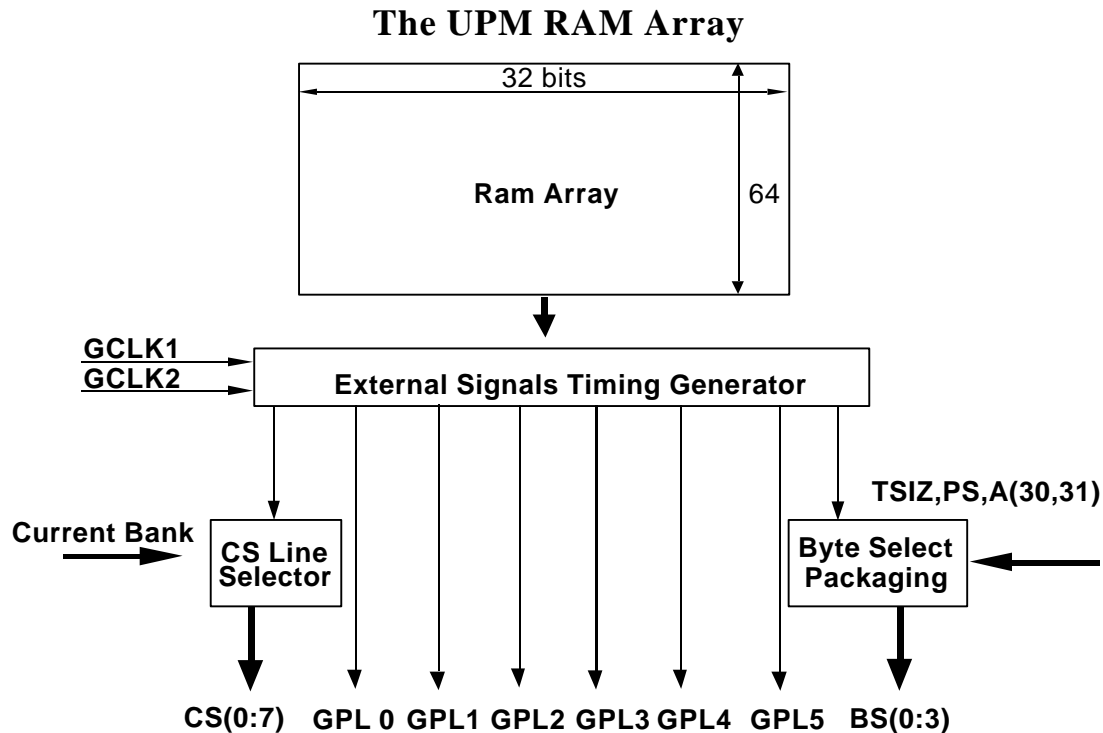 The UPM RAM Array
32 bits
Ram Array
64
GCLK1
GCLK2
External Signals Timing Generator
TSIZ,PS,A(30,31)
Current Bank
CS Line
Selector
Byte Select
Packaging
CS(0:7)
GPL 0
GPL1
GPL2
GPL3
GPL4
GPL5
BS(0:3)